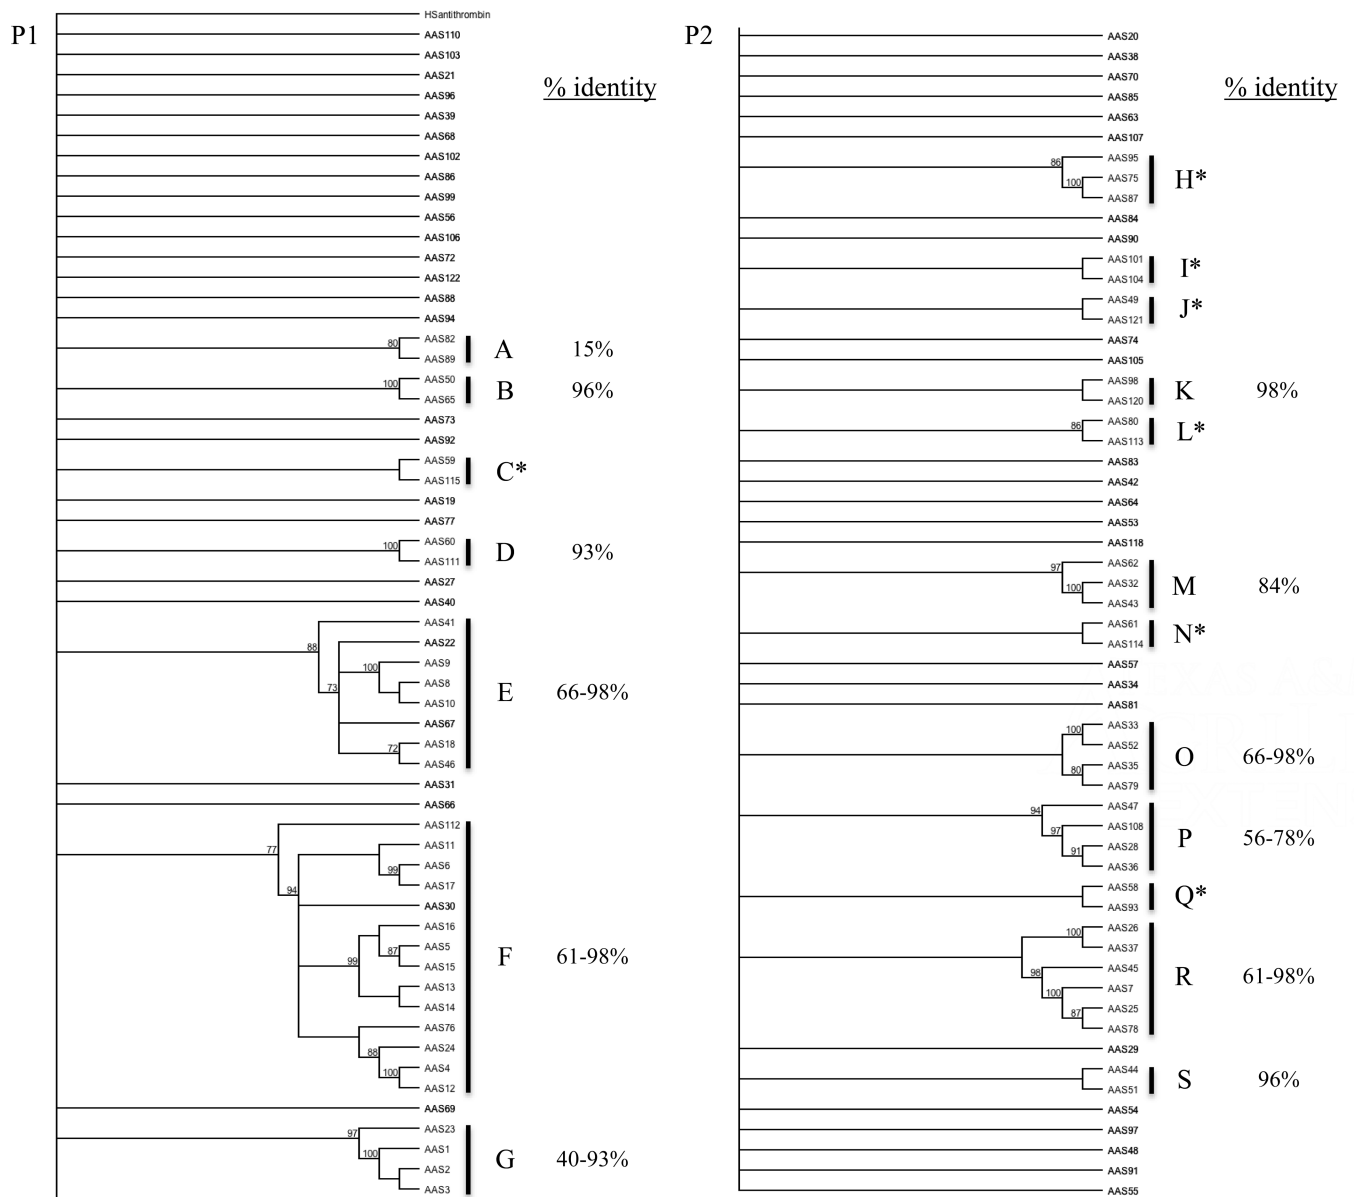 P1
HSantithrombin
AAS110
AAS103
AAS21
% identity
AAS96
AAS39
AAS68
AAS102
AAS86
AAS99
AAS56
AAS106
AAS72
AAS122
AAS88
AAS94
80 AAS82
AAS89
A 15%
100 AAS50
AAS65
B 96%
AAS73
AAS92
AAS59
AAS115
C*
AAS19
AAS77
100 AAS60
AAS111
D 93%
AAS27
AAS40
88 AAS41
AAS22
100 AAS9
73 AAS8
AAS10
E 66-98%
AAS67
72 AAS18
AAS46
AAS31
AAS66
77 AAS112
AAS11
99 AAS6
AAS17
94 AAS30
AAS16
87 AAS5
99 AAS15
F 61-98%
AAS13
AAS14
AAS76
88 AAS24
100 AAS4
AAS12
AAS69
97 AAS23
100 AAS1
AAS2
AAS3
G 40-93%
P2
AAS20
AAS38
AAS70
% identity
AAS85
AAS63
AAS107
86 AAS95
100 AAS75
AAS87
H*
AAS84
AAS90
AAS101
AAS104
I*
AAS49
AAS121
J*
AAS74
AAS105
AAS98
AAS120
K 98%
86 AAS80
AAS113
L*
AAS83
AAS42
AAS64
AAS53
AAS118
97 AAS62
100 AAS32
AAS43
M 84%
AAS61
AAS114
N*
AAS57
AAS34
AAS81
100 AAS33
AAS52
80 AAS35
AAS79
O 66-98%
94 AAS47
97 AAS108
91 AAS28
AAS36
P 56-78%
AAS58
AAS93
Q*
100 AAS26
AAS37
98 AAS45
100 AAS7
87 AAS25
AAS78
R 61-98%
AAS29
AAS44
AAS51
S 96%
AAS54
AAS97
AAS48
AAS91
AAS55